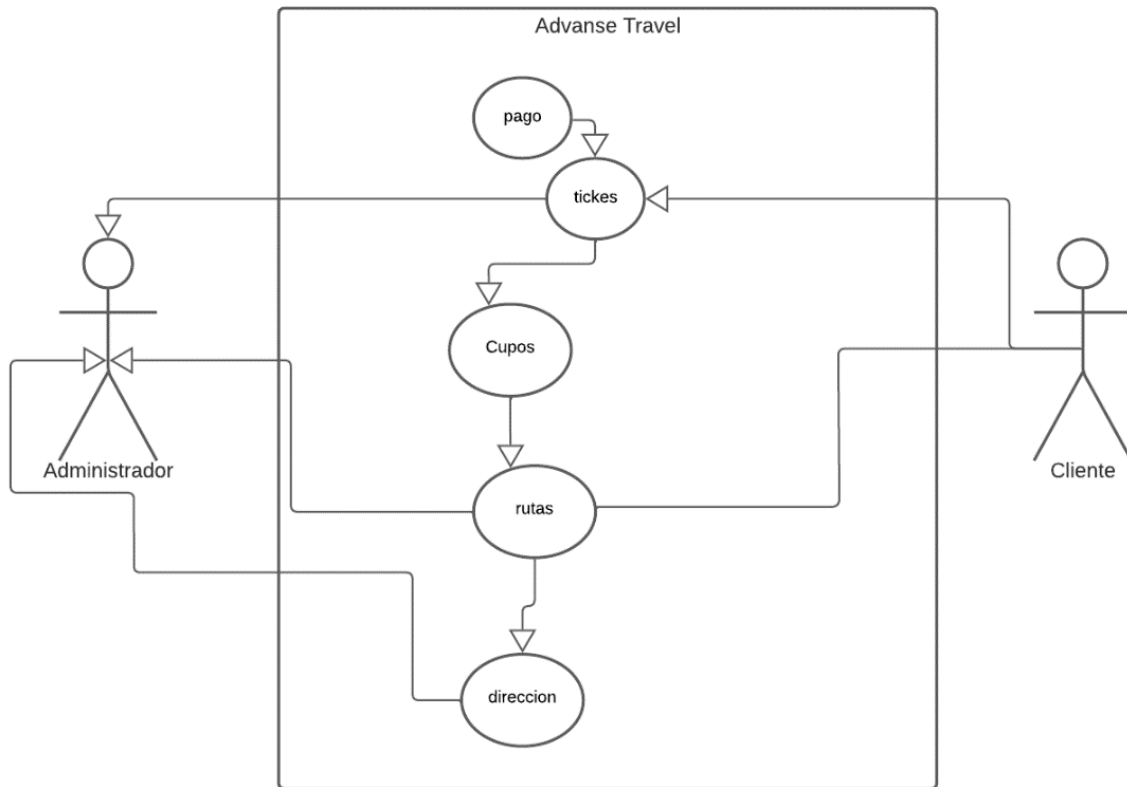 Advanse Travel
pago
tickes
Cupos
Administrador
Cliente
rutas
direccion